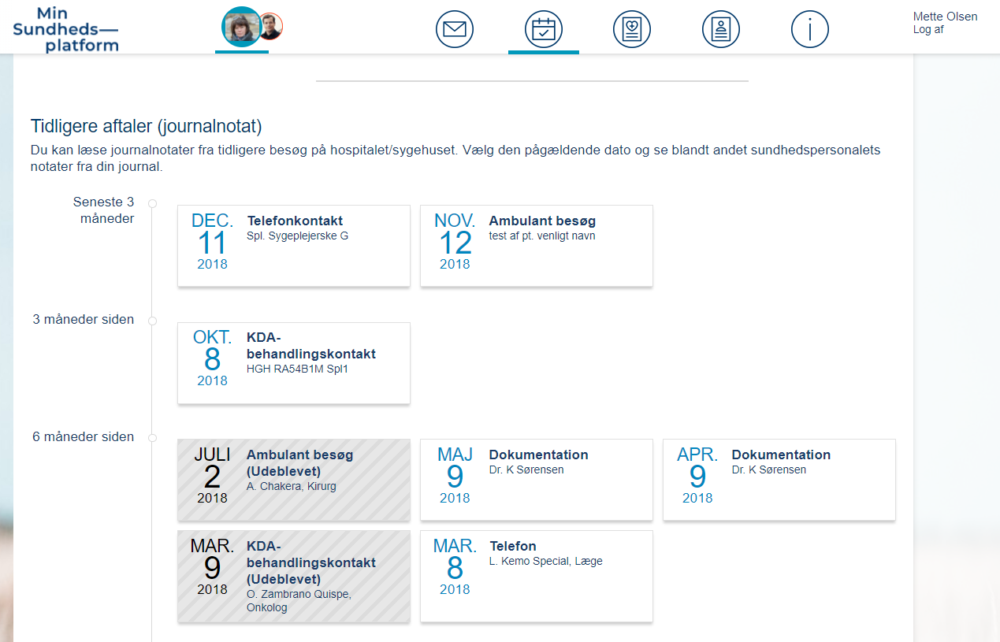 Min
Sundheds—
platform
Mette Olsen
Log af
Tidligere aftaler (journalnotat)
Du kan læse journalnotater fra tidligere besøg på hospitalet/sygehuset. Vælg den pågældende dato og se blandt andet sundhedspersonalets
notater fra din journal.
Seneste 3
måneder
DEC.
11
2018
Telefonkontakt
Spl. Sygeplejerske G
NOV.
12
2018
Ambulant besøg
test af pt. venligt navn
3 måneder siden
OKT.
8
2018
KDA-
behandlingskontakt
HGH RA54B1M Spl1
6 måneder siden
JULI
2
2018
Ambulant besøg
(Udeblevet)
A. Chakera, Kirurg
MAJ
9
2018
Dokumentation
Dr. K Sørensen
APR.
9
2018
Dokumentation
Dr. K Sørensen
MAR.
9
2018
KDA-
behandlingskontakt
(Udeblevet)
O. Zambrano Quispe,
Onkolog
MAR.
8
2018
Telefon
L. Kemo Special, Læge